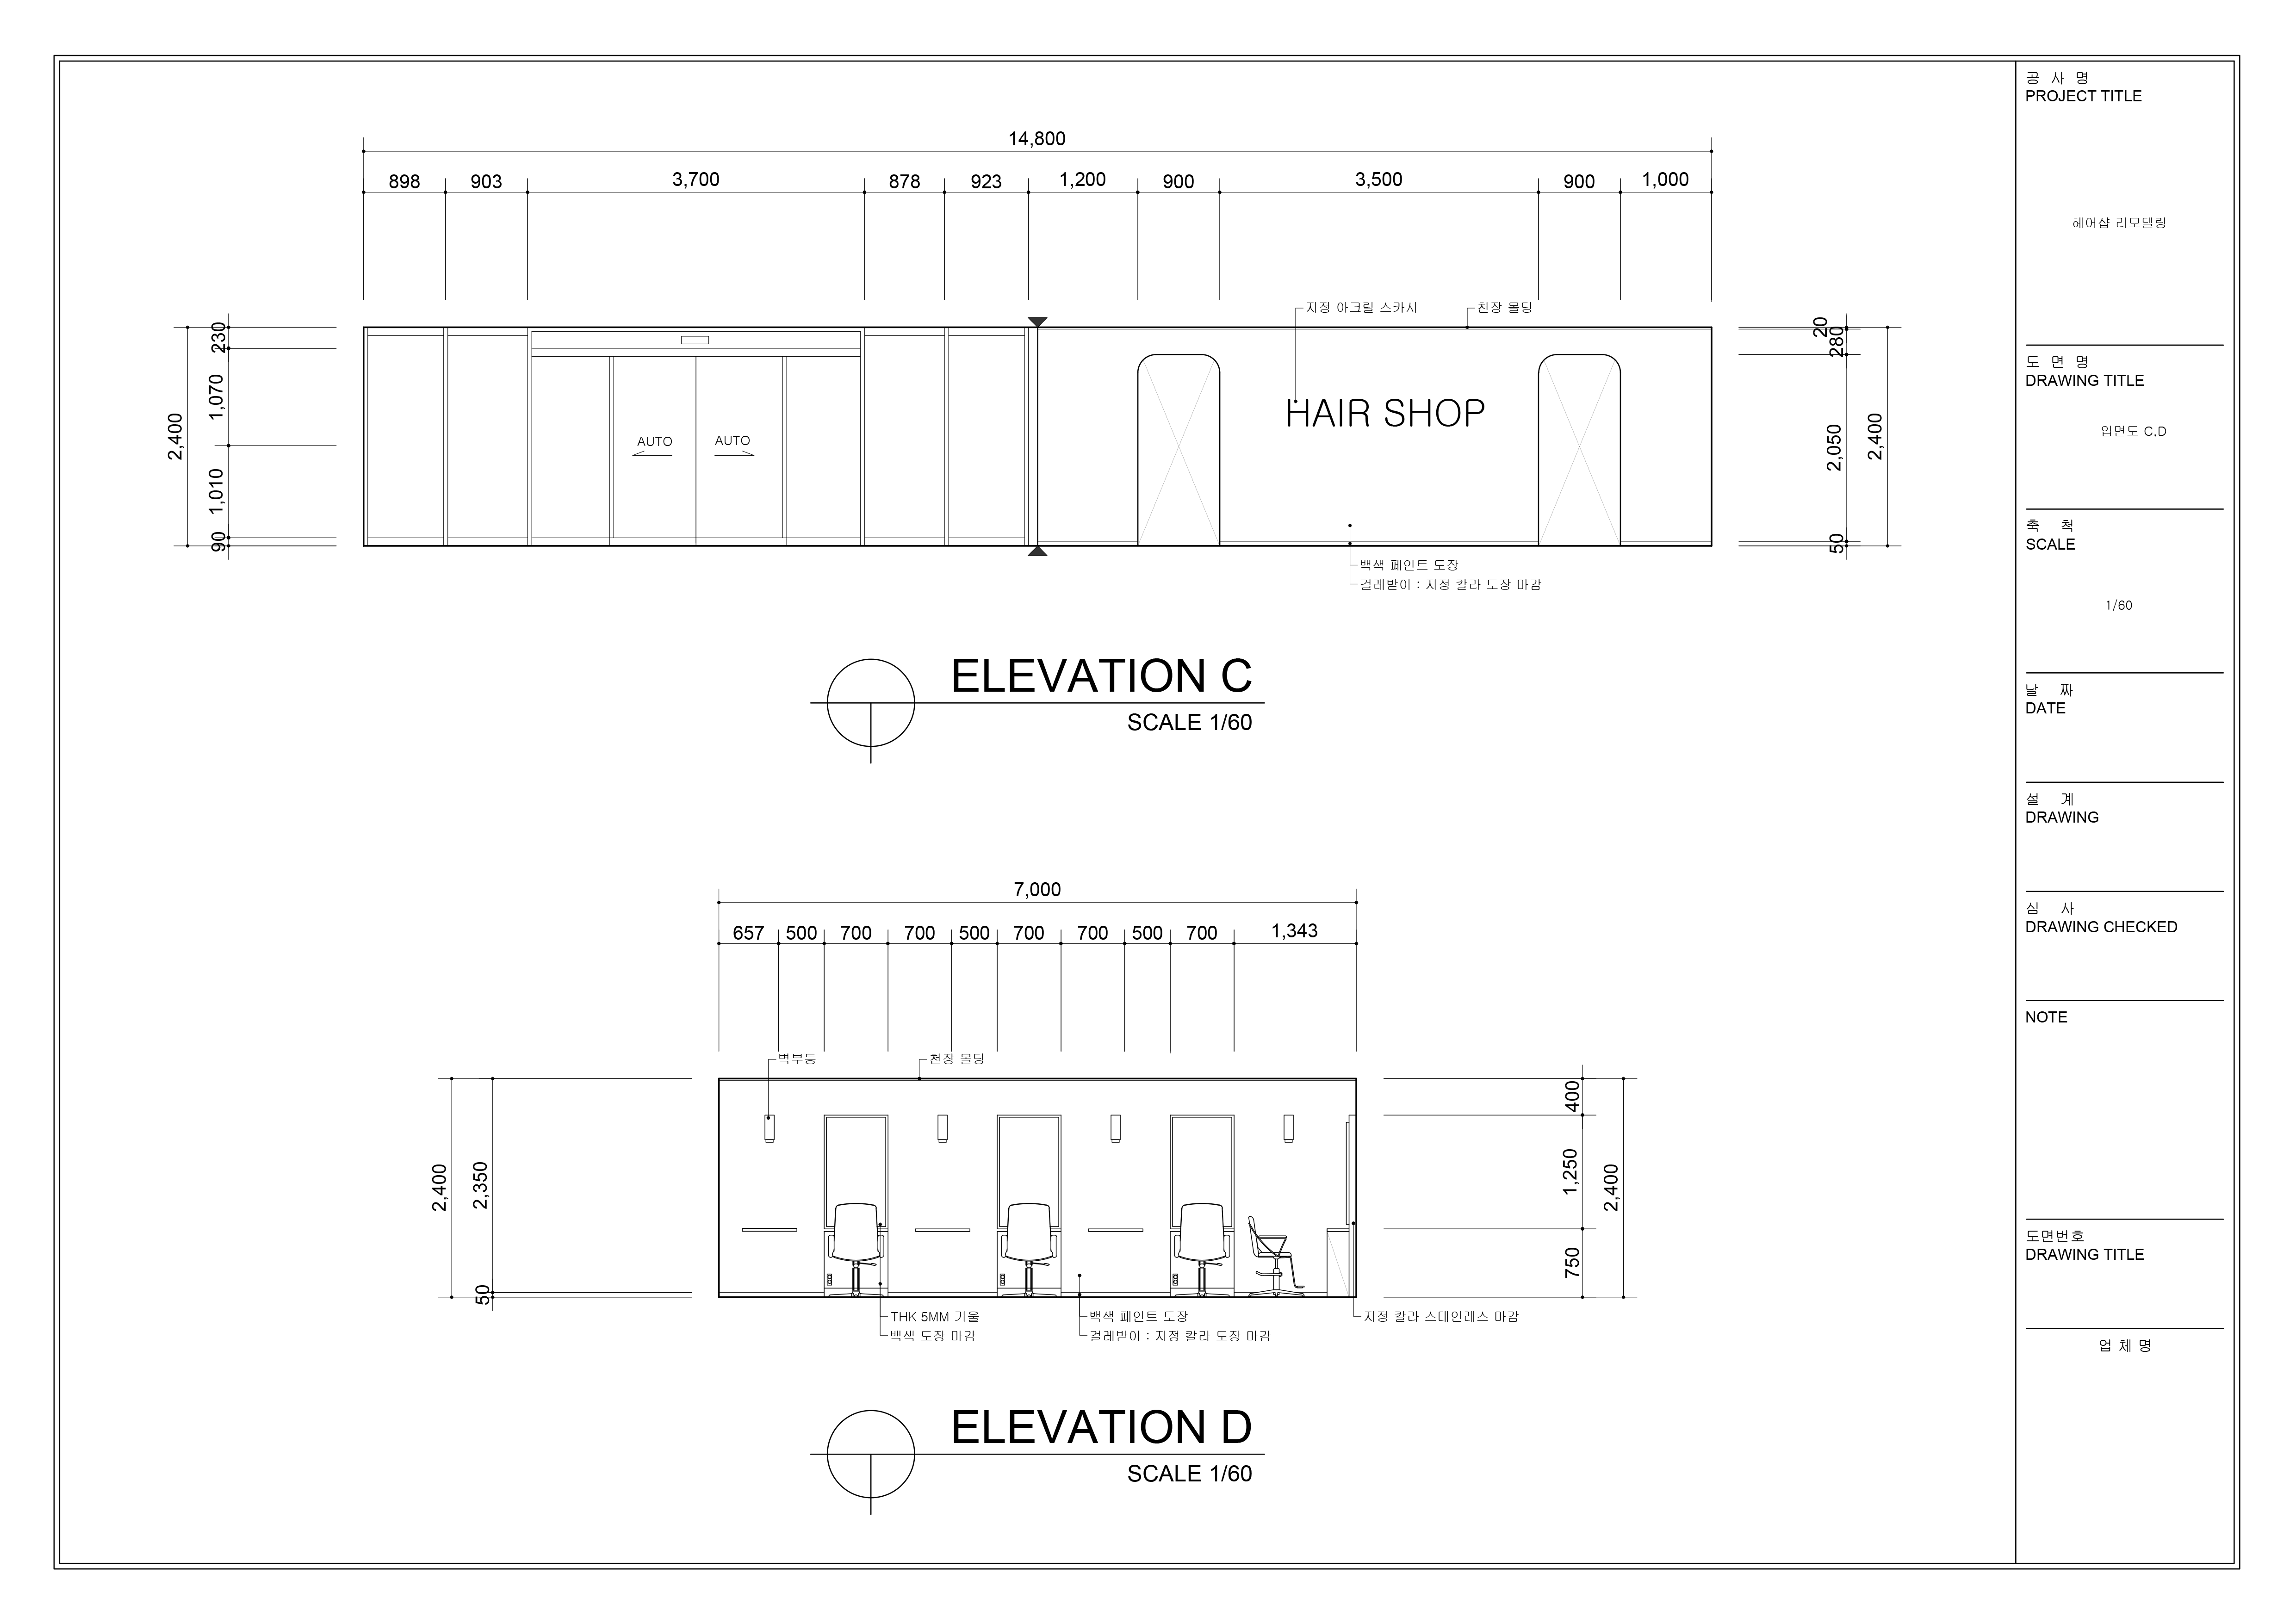 14,800
898 903 3,700 878 923 1,200 900 3,500 900 1,000
지정 아크릴 스카시
천장 몰딩
2,400
230
1,070
1,010
90
AUTO AUTO
HAIR SHOP
20
280
2,050
50
2,400
백색 페인트 도장
걸레받이 : 지정 칼라 도장 마감
ELEVATION C
SCALE 1/60
7,000
657 500 700 700 500 700 700 500 700 1,343
벽부등
천장 몰딩
2,400
2,350
50
400
1,250
750
2,400
THK 5MM 거울
백색 도장 마감
백색 페인트 도장
걸레받이 : 지정 칼라 도장 마감
지정 칼라 스테인레스 마감
ELEVATION D
SCALE 1/60
공 사 명
PROJECT TITLE
헤어샵 리모델링
도 면 명
DRAWING TITLE
입면도 C,D
축 척
SCALE
1/60
날 짜
DATE
설 계
DRAWING
심 사
DRAWING CHECKED
NOTE
도면번호
DRAWING TITLE
업 체 명